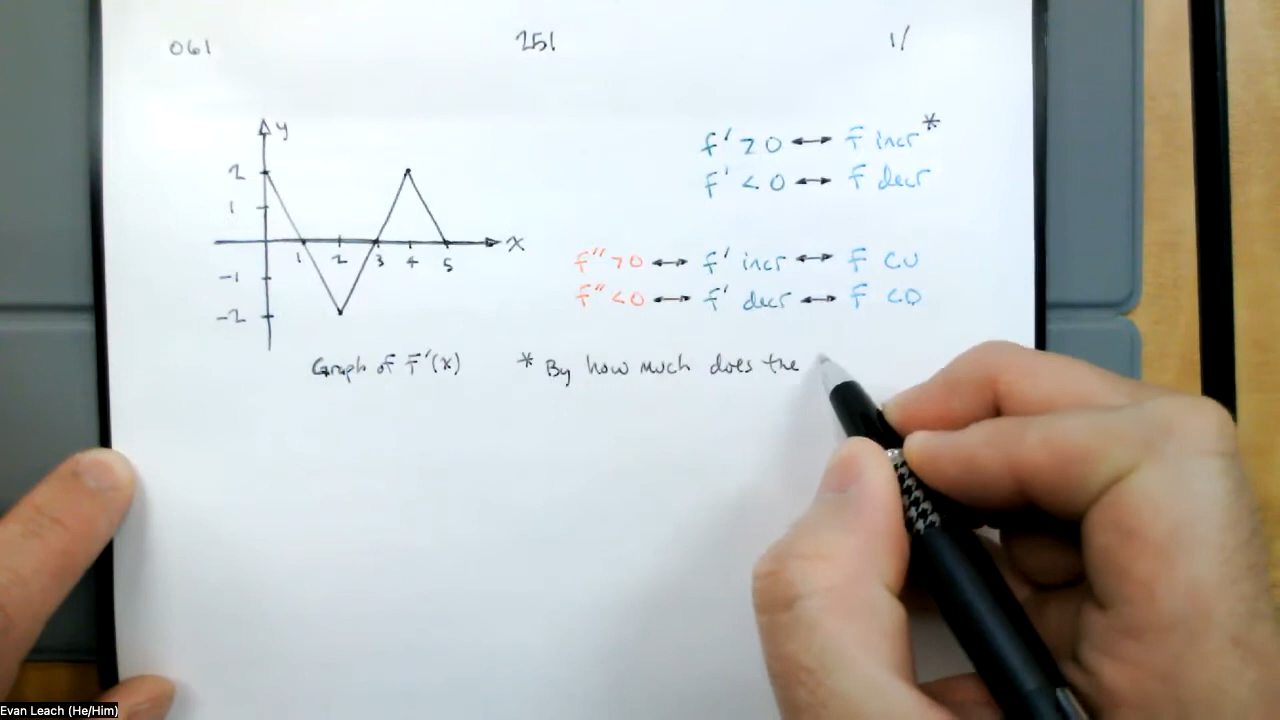 061 251 1/
y
2
1
x
1 2 3 4 5
-1
-2
Graph of f'(x)
f' > 0 ↔ f incr*
f' < 0 ↔ f decr
f'' > 0 ↔ f' incr ↔ f CU
f'' < 0 ↔ f' decr ↔ f CD
* By how much does the
Evan Leach (He/Him)